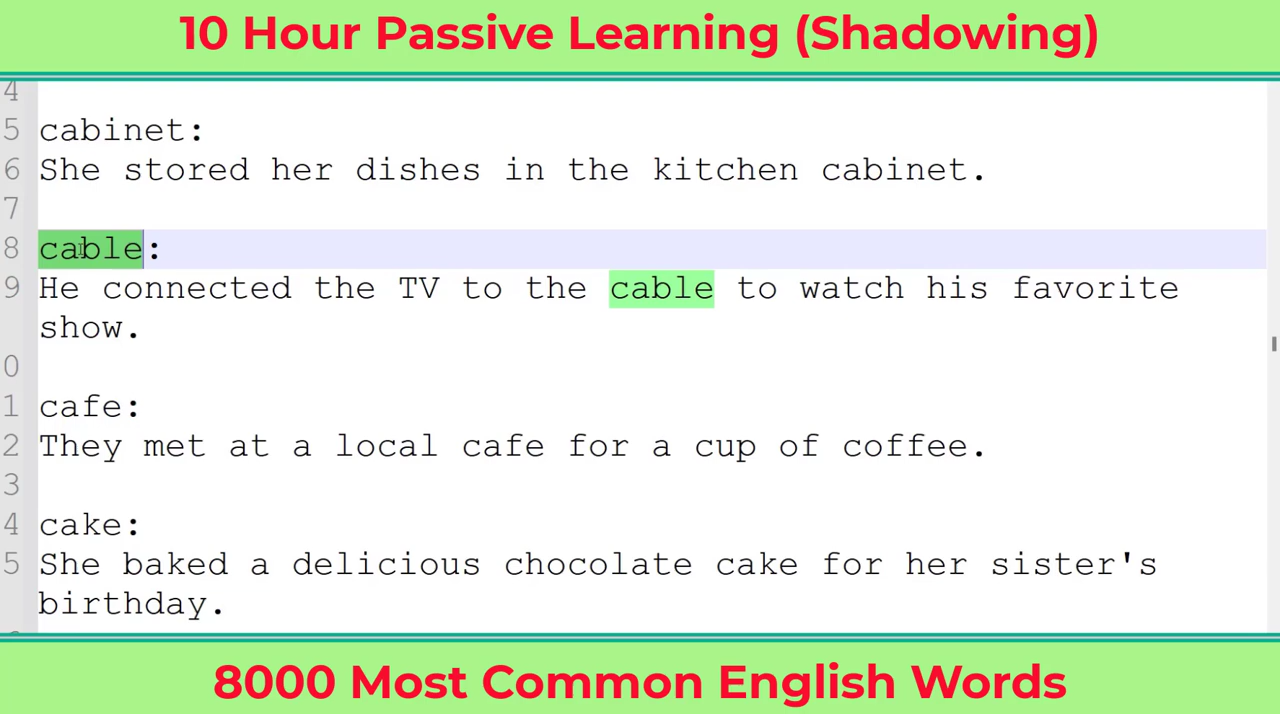 10 Hour Passive Learning (Shadowing)
4
5 cabinet:
6 She stored her dishes in the kitchen cabinet.
7
8 cable:
9 He connected the TV to the cable to watch his favorite
show.
0
1 cafe:
2 They met at a local cafe for a cup of coffee.
3
4 cake:
5 She baked a delicious chocolate cake for her sister's
birthday.
8000 Most Common English Words